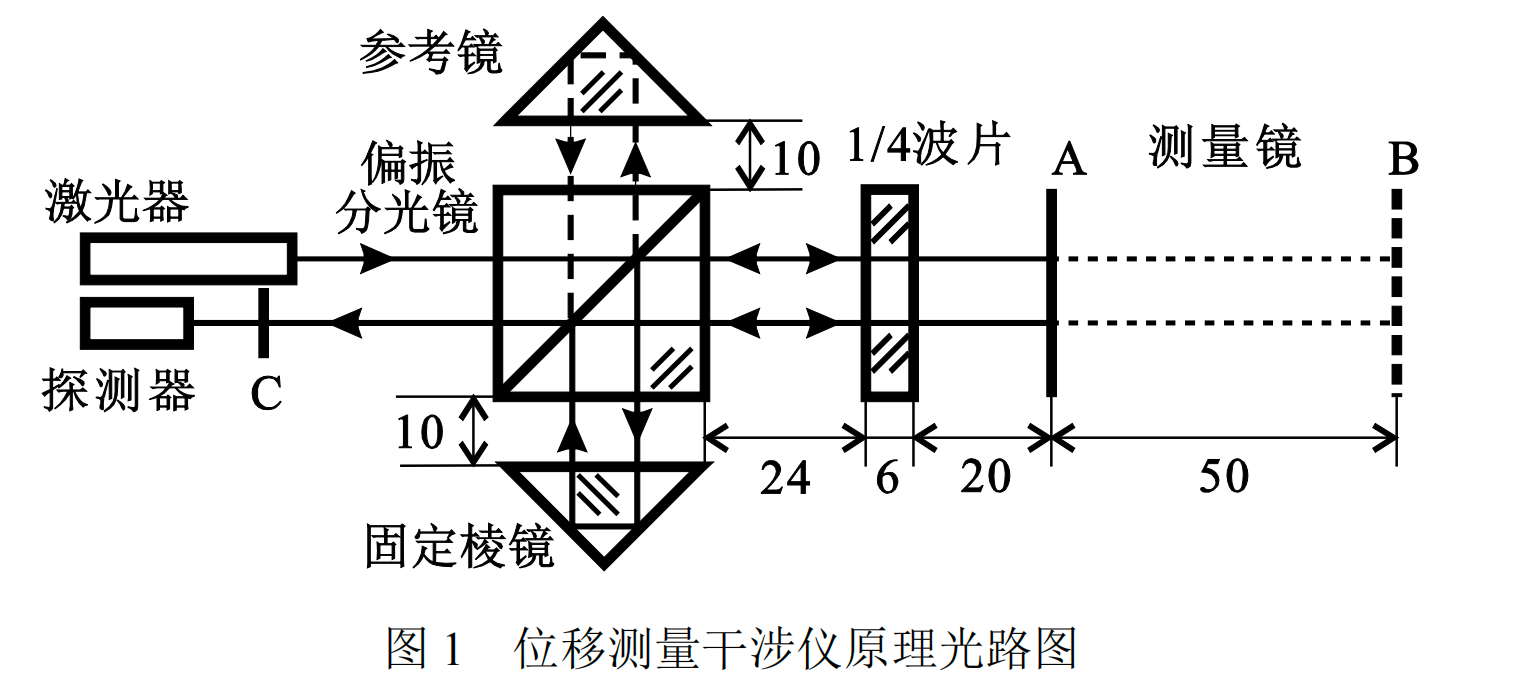 参考镜
10
1/4波片
A
测量镜
B
偏振
分光镜
激光器
探测器
C
10
24
6
20
50
固定棱镜
图1 位移测量干涉仪原理光路图